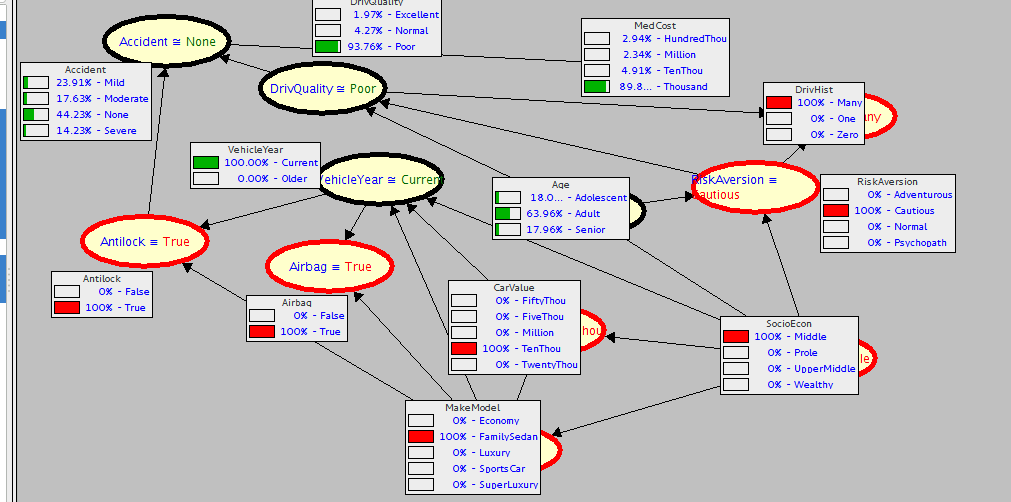 DrivQuality
1.97% - Excellent
4.27% - Normal
93.76% - Poor
MedCost
2.94% - HundredThou
2.34% - Million
4.91% - TenThou
89.8... - Thousand
Accident ≅ None
Accident
23.91% - Mild
17.63% - Moderate
44.23% - None
14.23% - Severe
DrivQuality ≅ Poor
DrivHist
100% - Many
0% - One
0% - Zero
any
VehicleYear
100.00% - Current
0.00% - Older
VehicleYear ≅ Current
Age
18.0... - Adolescent
63.96% - Adult
17.96% - Senior
RiskAversion ≡
Cautious
RiskAversion
0% - Adventurous
100% - Cautious
0% - Normal
0% - Psychopath
Antilock ≡ True
Antilock
0% - False
100% - True
Airbag ≡ True
Airbag
0% - False
100% - True
CarValue
0% - FiftyThou
0% - FiveThou
0% - Million
100% - TenThou
0% - TwentyThou
hou
SocioEcon
100% - Middle
0% - Prole
0% - UpperMiddle
0% - Wealthy
le
MakeModel
0% - Economy
100% - FamilySedan
0% - Luxury
0% - SportsCar
0% - SuperLuxury